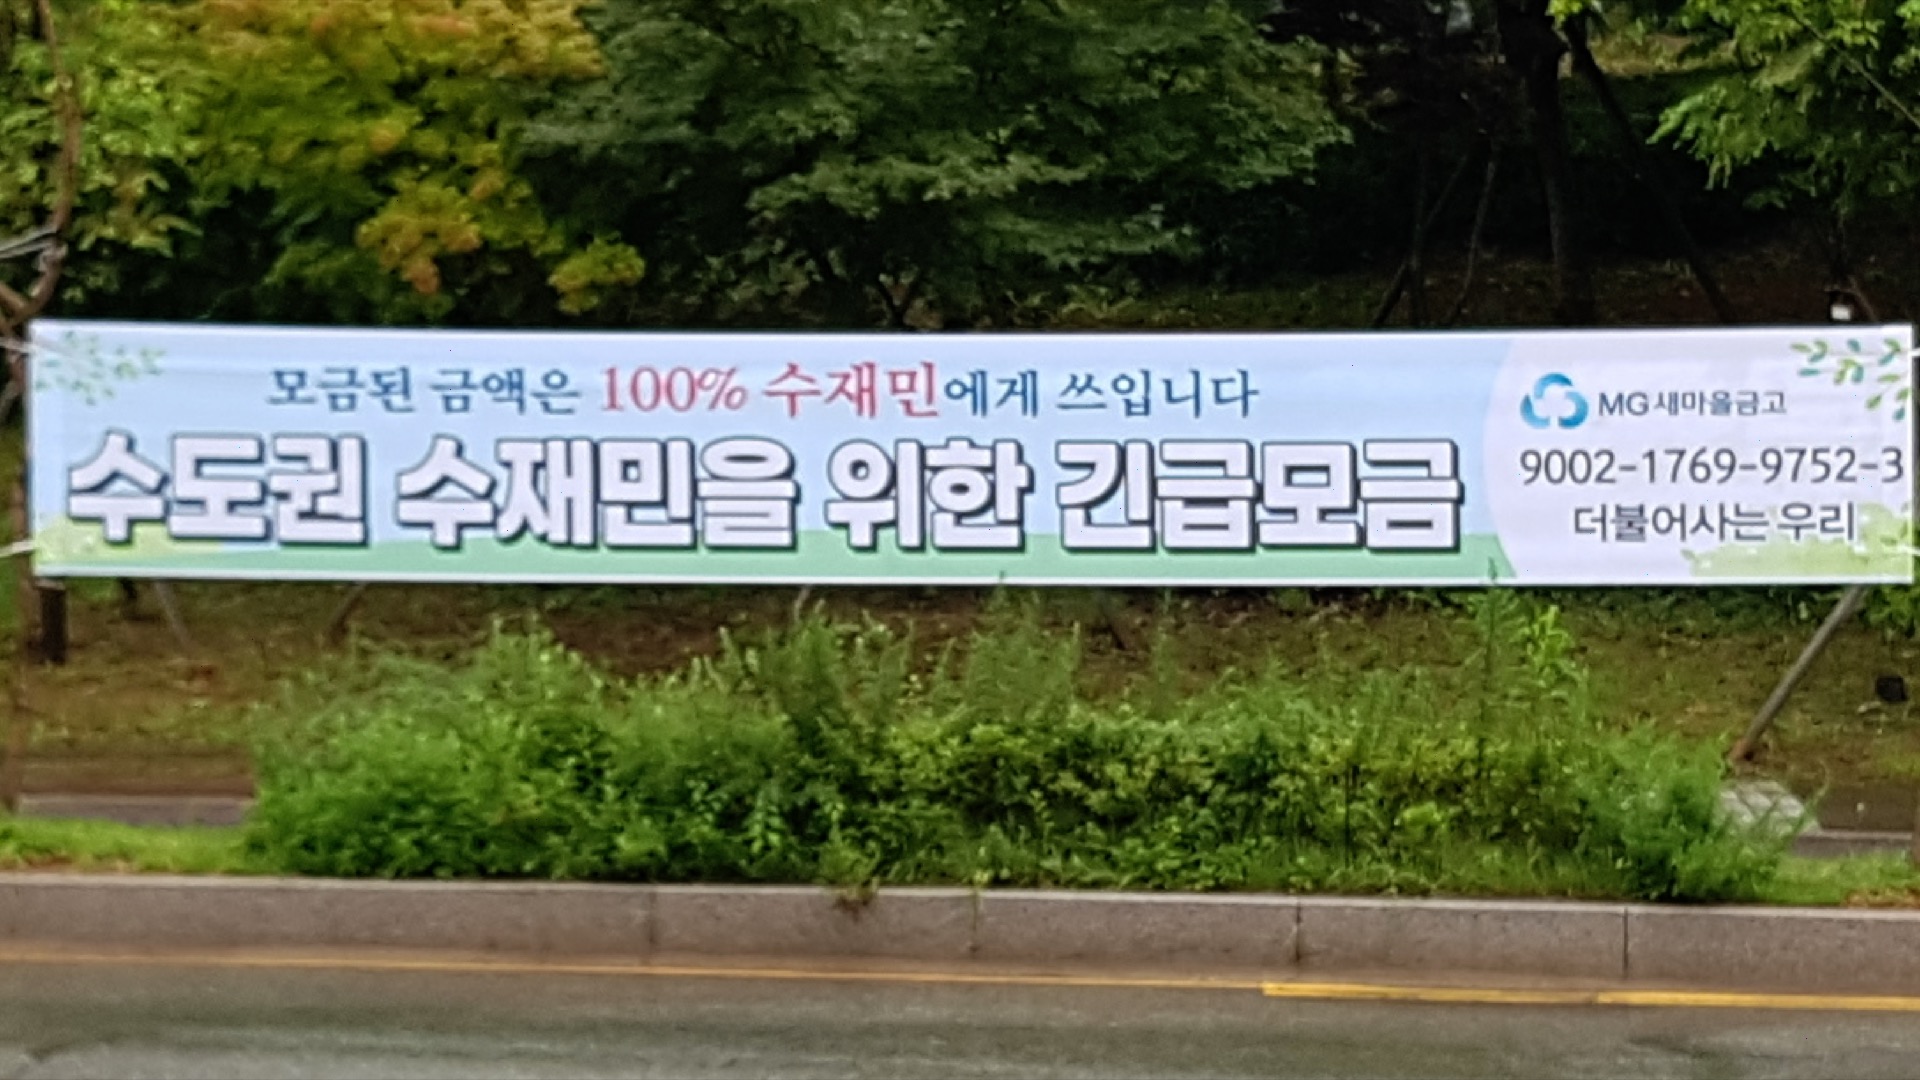 모금된 금액은 100% 수재민에게 쓰입니다
수도권 수재민을 위한 긴급모금
MG새마을금고
9002-1769-9752-3
더불어사는 우리